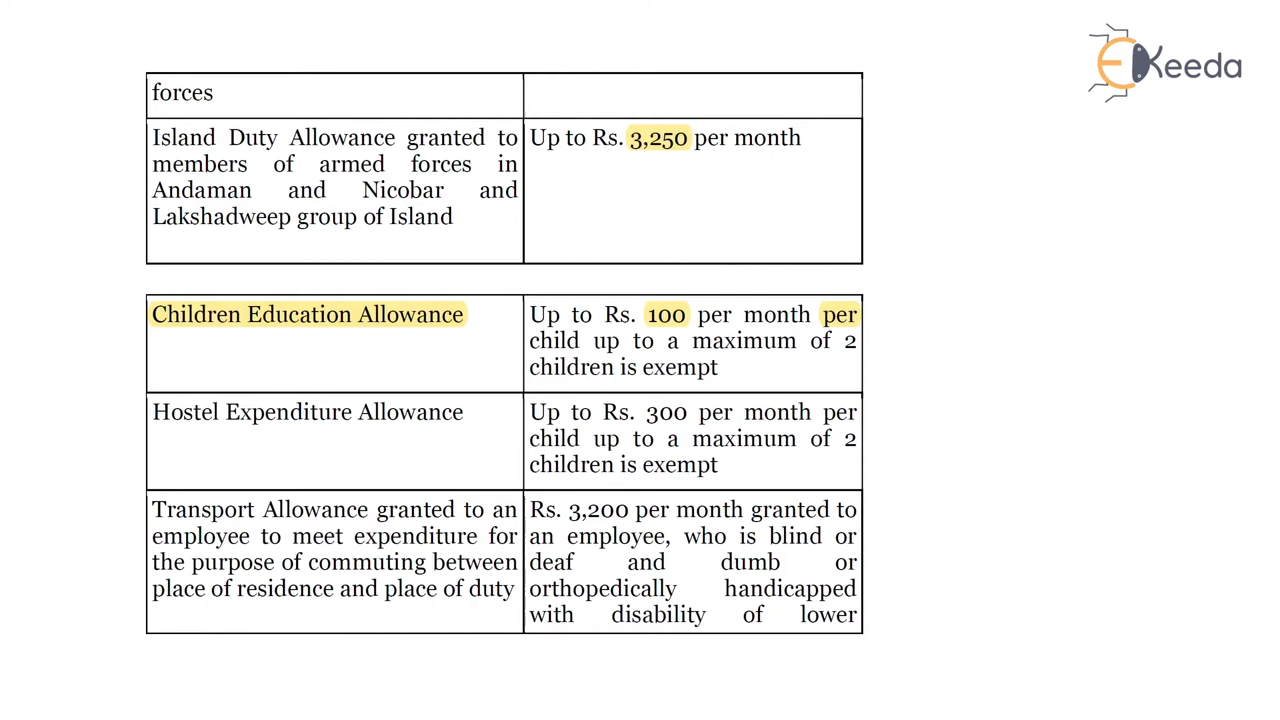 EKeeda
forces
Island Duty Allowance granted to
members of armed forces in
Andaman and Nicobar and
Lakshadweep group of Island
Up to Rs. 3,250 per month
Children Education Allowance
Up to Rs. 100 per month per
child up to a maximum of 2
children is exempt
Hostel Expenditure Allowance
Up to Rs. 300 per month per
child up to a maximum of 2
children is exempt
Transport Allowance granted to an
employee to meet expenditure for
the purpose of commuting between
place of residence and place of duty
Rs. 3,200 per month granted to
an employee, who is blind or
deaf and dumb or
orthopedically handicapped
with disability of lower